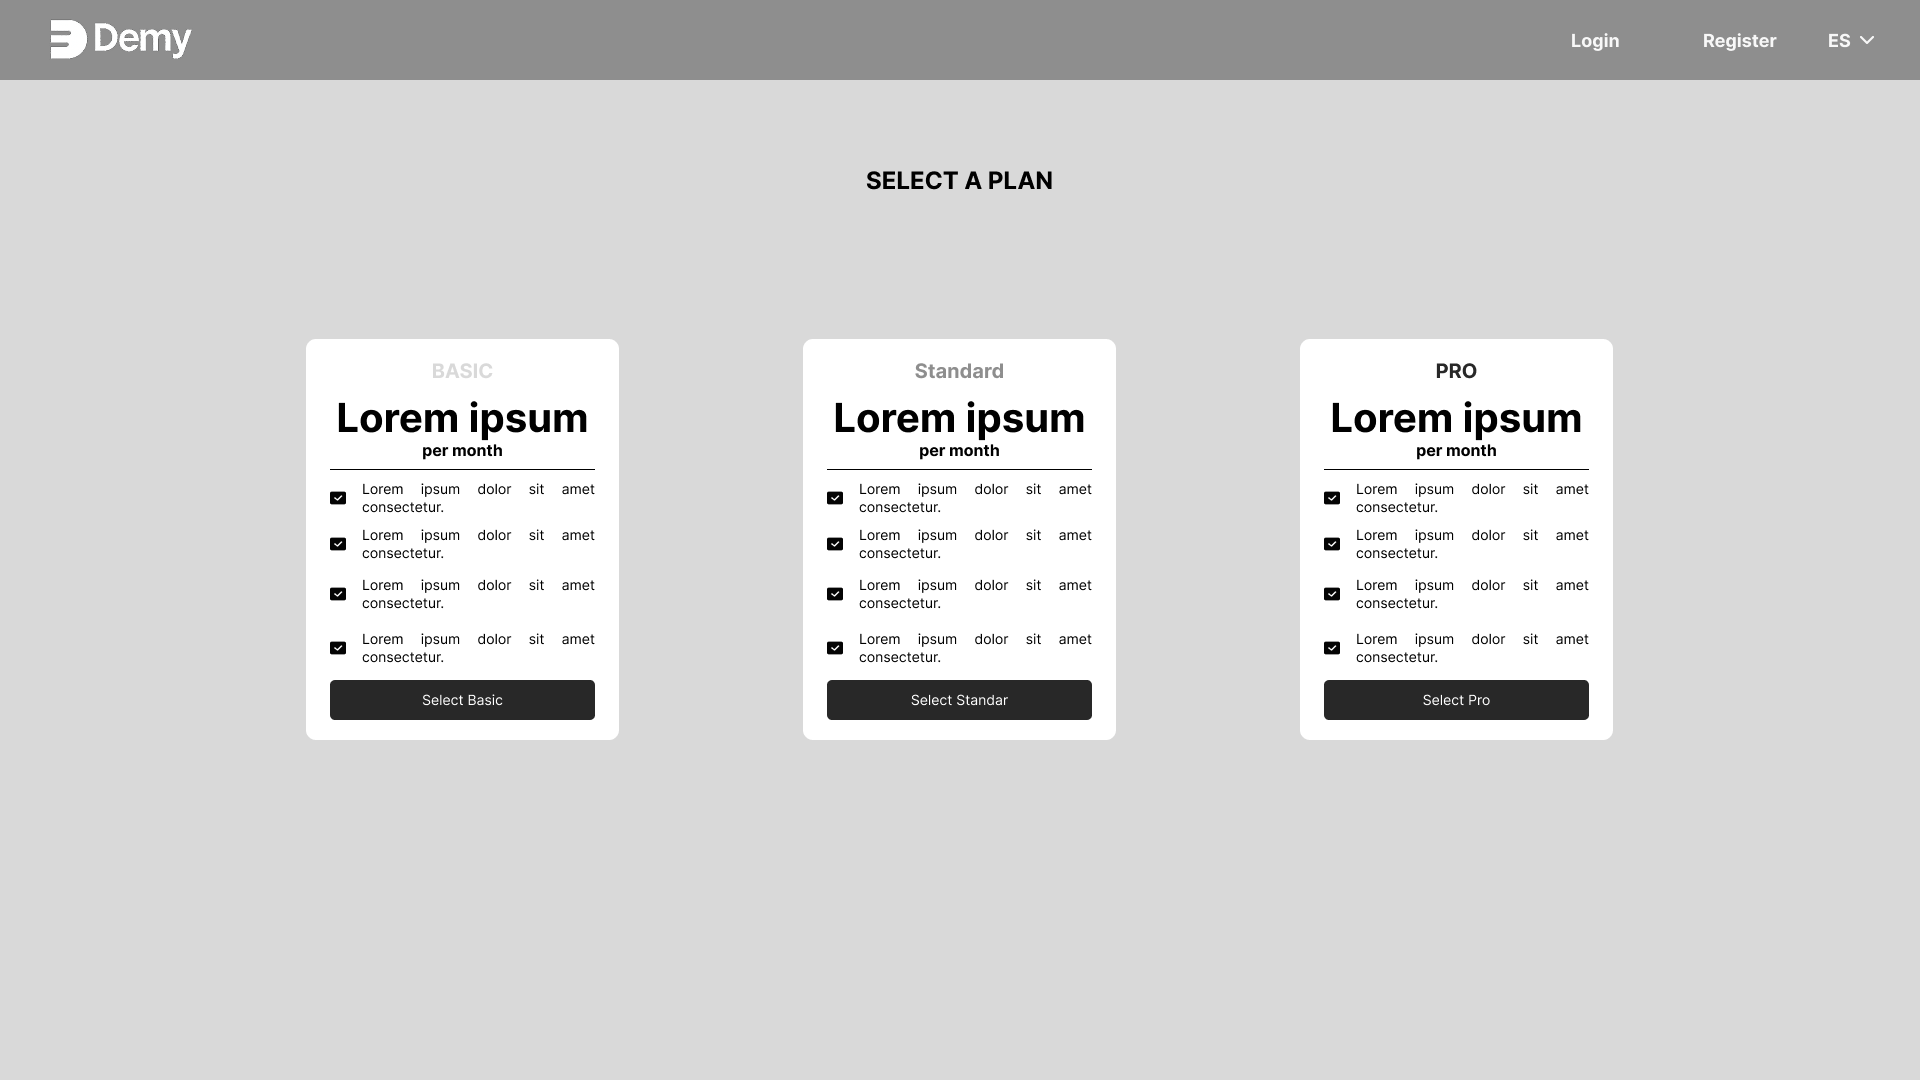 Demy
Login
Register
ES
SELECT A PLAN
BASIC
Lorem ipsum
per month
Lorem ipsum dolor sit amet
consectetur.
Lorem ipsum dolor sit amet
consectetur.
Lorem ipsum dolor sit amet
consectetur.
Lorem ipsum dolor sit amet
consectetur.
Select Basic
Standard
Lorem ipsum
per month
Lorem ipsum dolor sit amet
consectetur.
Lorem ipsum dolor sit amet
consectetur.
Lorem ipsum dolor sit amet
consectetur.
Lorem ipsum dolor sit amet
consectetur.
Select Standar
PRO
Lorem ipsum
per month
Lorem ipsum dolor sit amet
consectetur.
Lorem ipsum dolor sit amet
consectetur.
Lorem ipsum dolor sit amet
consectetur.
Lorem ipsum dolor sit amet
consectetur.
Select Pro